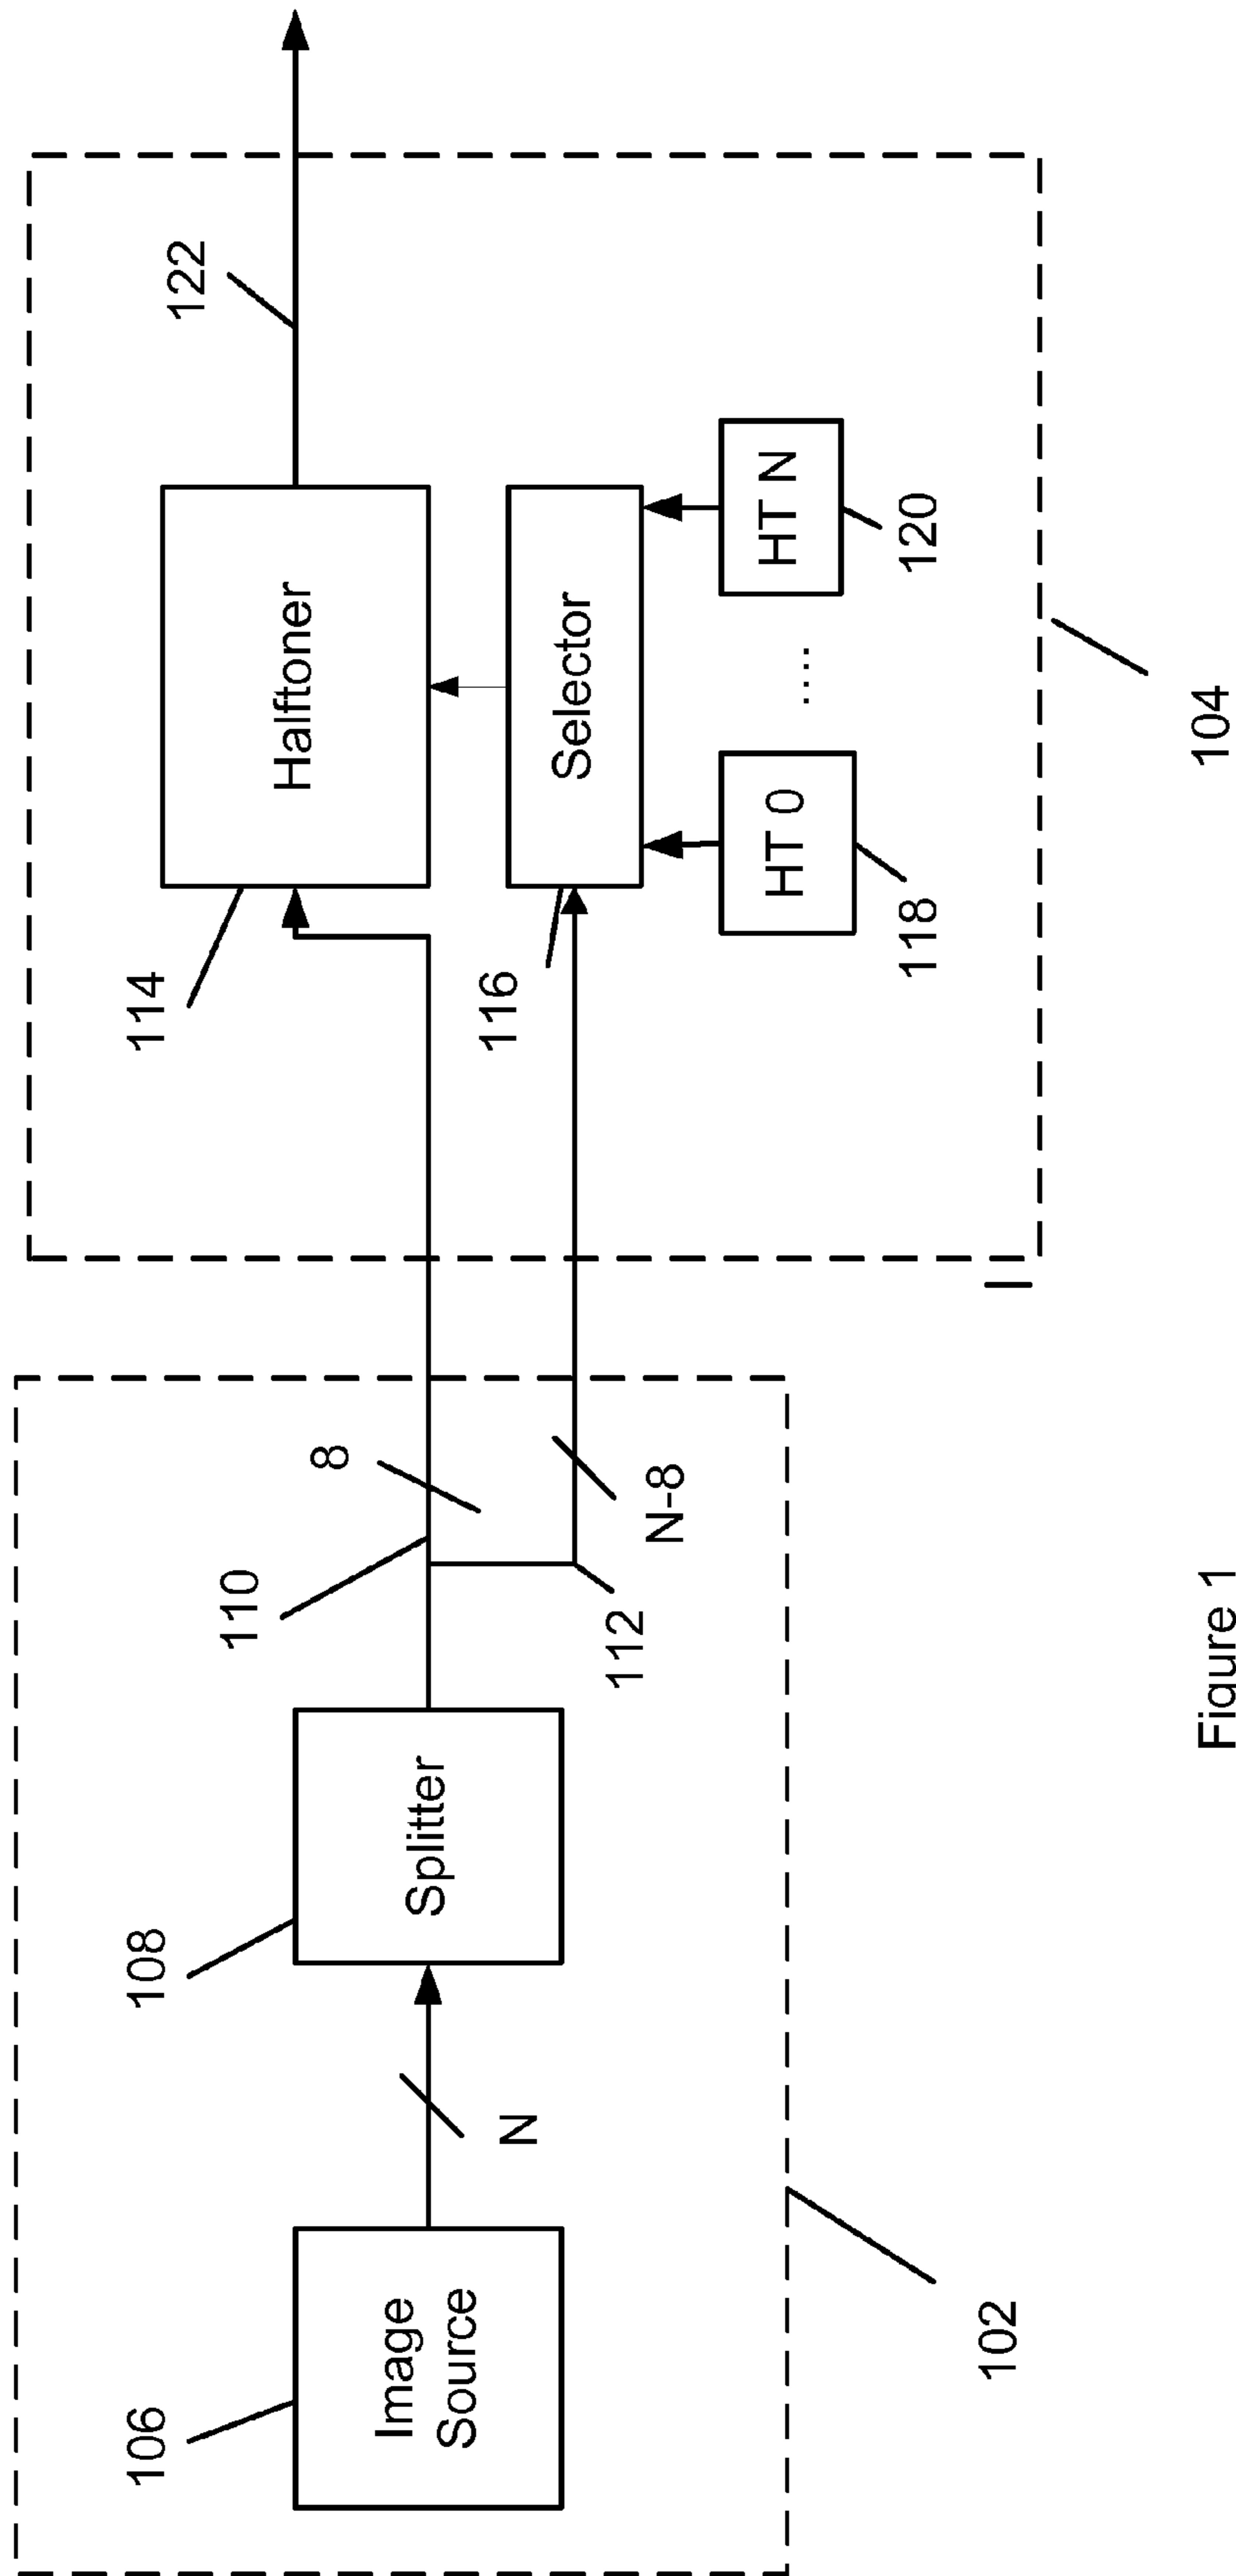 106
Image
Source
N
108
Splitter
110
8
112
N-8
102
114
Halftoner
122
116
Selector
HT 0
....
HT N
118
120
104
Figure 1